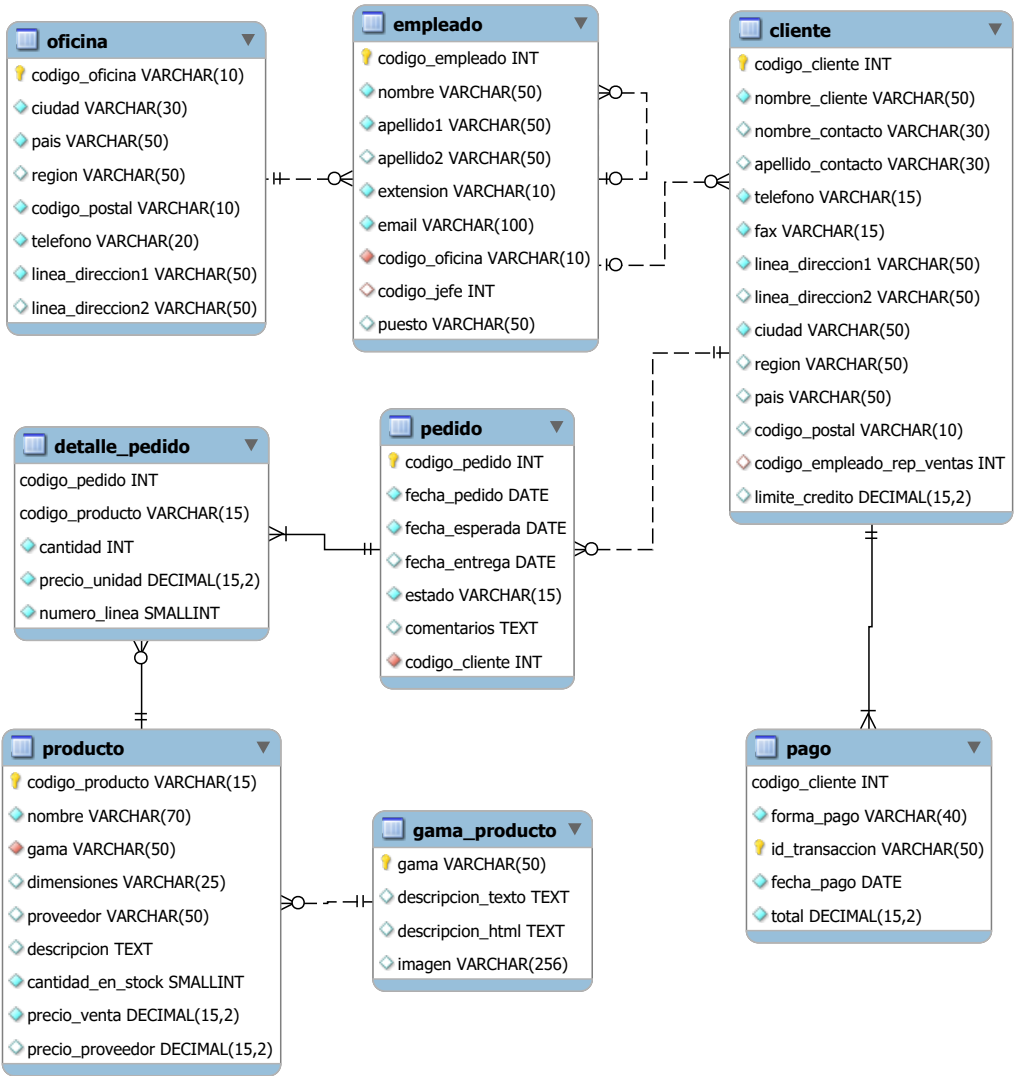 oficina
codigo_oficina VARCHAR(10)
ciudad VARCHAR(30)
pais VARCHAR(50)
region VARCHAR(50)
codigo_postal VARCHAR(10)
telefono VARCHAR(20)
linea_direccion1 VARCHAR(50)
linea_direccion2 VARCHAR(50)
empleado
codigo_empleado INT
nombre VARCHAR(50)
apellido1 VARCHAR(50)
apellido2 VARCHAR(50)
extension VARCHAR(10)
email VARCHAR(100)
codigo_oficina VARCHAR(10)
codigo_jefe INT
puesto VARCHAR(50)
cliente
codigo_cliente INT
nombre_cliente VARCHAR(50)
nombre_contacto VARCHAR(30)
apellido_contacto VARCHAR(30)
telefono VARCHAR(15)
fax VARCHAR(15)
linea_direccion1 VARCHAR(50)
linea_direccion2 VARCHAR(50)
ciudad VARCHAR(50)
region VARCHAR(50)
pais VARCHAR(50)
codigo_postal VARCHAR(10)
codigo_empleado_rep_ventas INT
limite_credito DECIMAL(15,2)
detalle_pedido
codigo_pedido INT
codigo_producto VARCHAR(15)
cantidad INT
precio_unidad DECIMAL(15,2)
numero_linea SMALLINT
pedido
codigo_pedido INT
fecha_pedido DATE
fecha_esperada DATE
fecha_entrega DATE
estado VARCHAR(15)
comentarios TEXT
codigo_cliente INT
producto
codigo_producto VARCHAR(15)
nombre VARCHAR(70)
gama VARCHAR(50)
dimensiones VARCHAR(25)
proveedor VARCHAR(50)
descripcion TEXT
cantidad_en_stock SMALLINT
precio_venta DECIMAL(15,2)
precio_proveedor DECIMAL(15,2)
gama_producto
gama VARCHAR(50)
descripcion_texto TEXT
descripcion_html TEXT
imagen VARCHAR(256)
pago
codigo_cliente INT
forma_pago VARCHAR(40)
id_transaccion VARCHAR(50)
fecha_pago DATE
total DECIMAL(15,2)